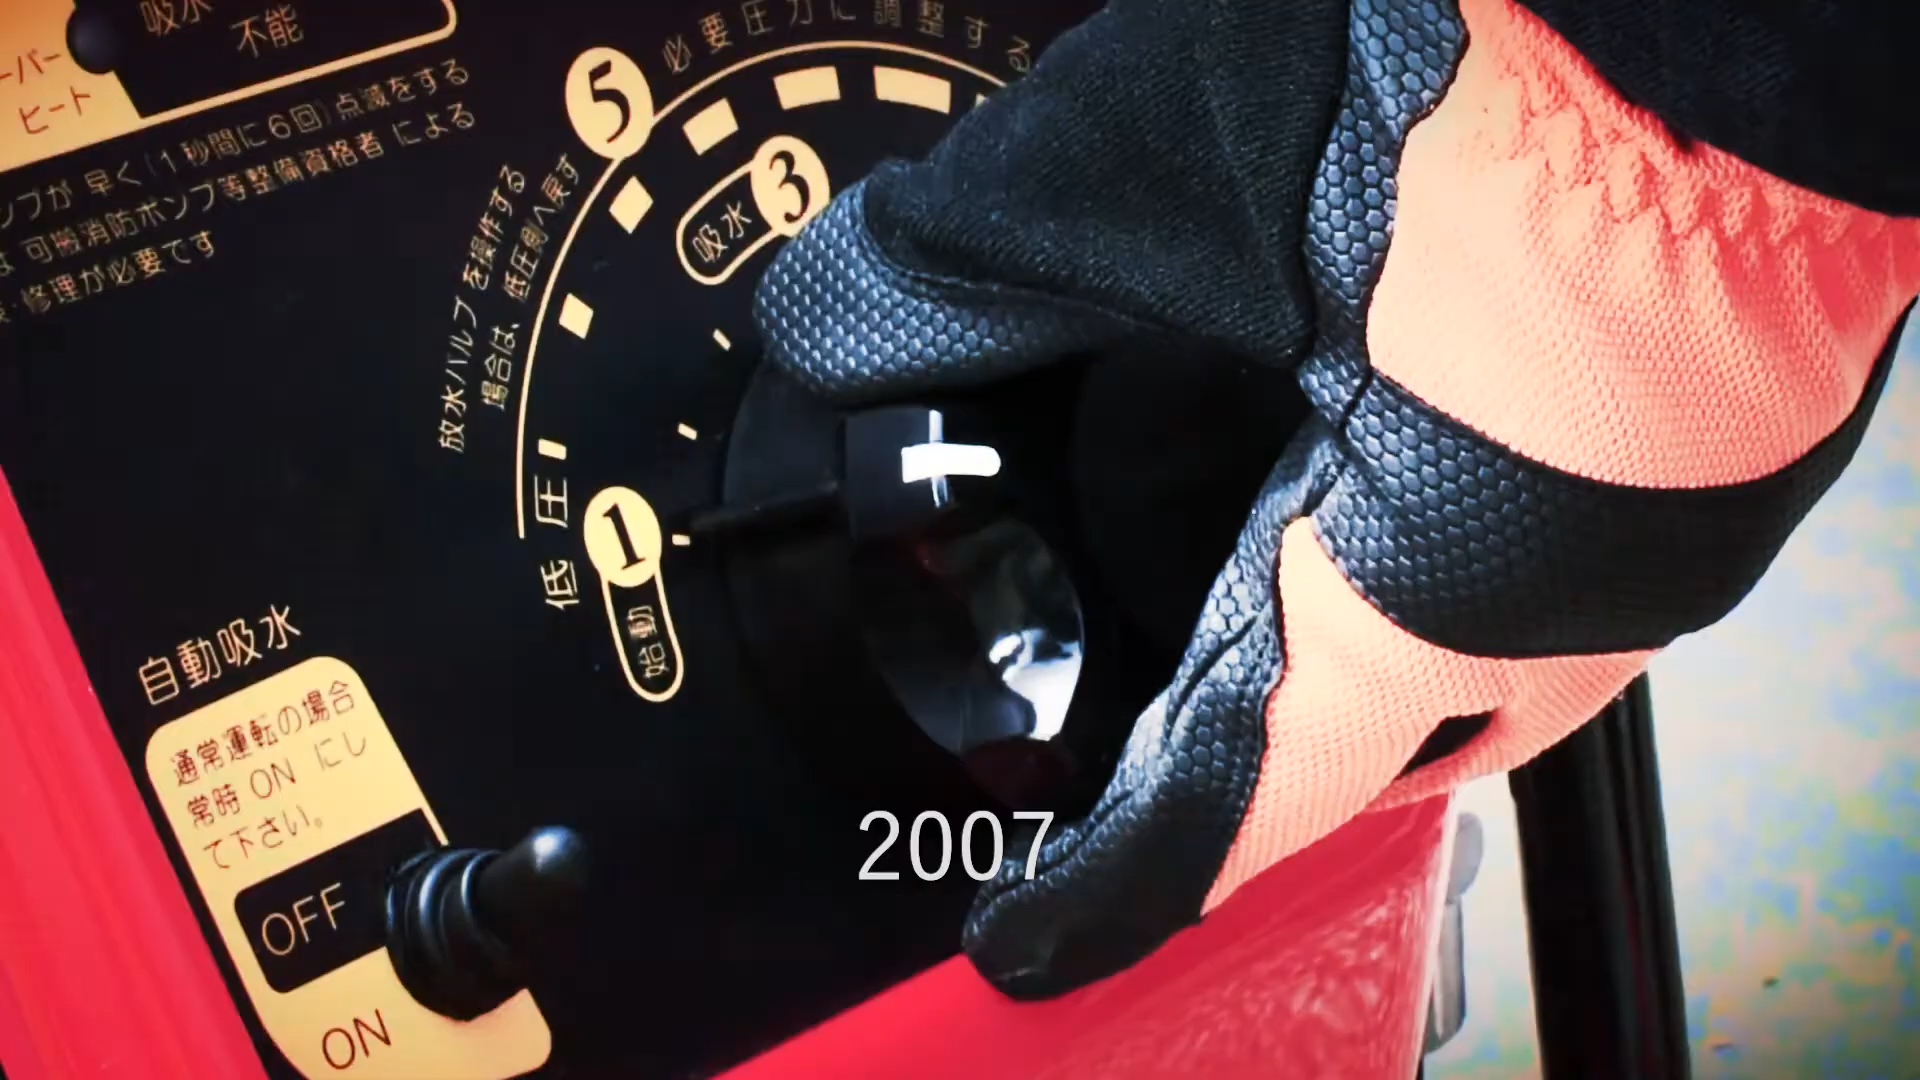 吸水
不能
ーバー
ヒート
ンプが 早く(1秒間に6回)点滅をする
は 可搬消防ポンプ等整備資格者 による
・修理が必要です
必要圧力に調整する
5
3
吸水
放水バルブ を操作する
場合は、低圧側へ戻す
低 圧
1
始動
自動吸水
通常運転の場合
常時 ON にし
て下さい。
OFF
ON
2007